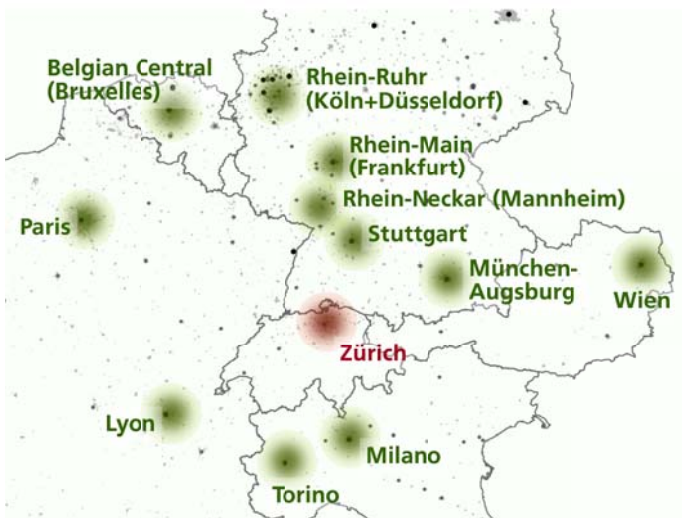 Belgian Central
(Bruxelles)
Rhein-Ruhr
(Köln+Düsseldorf)
Rhein-Main
(Frankfurt)
Rhein-Neckar (Mannheim)
Paris
Stuttgart
München-
Augsburg
Wien
Zürich
Lyon
Milano
Torino